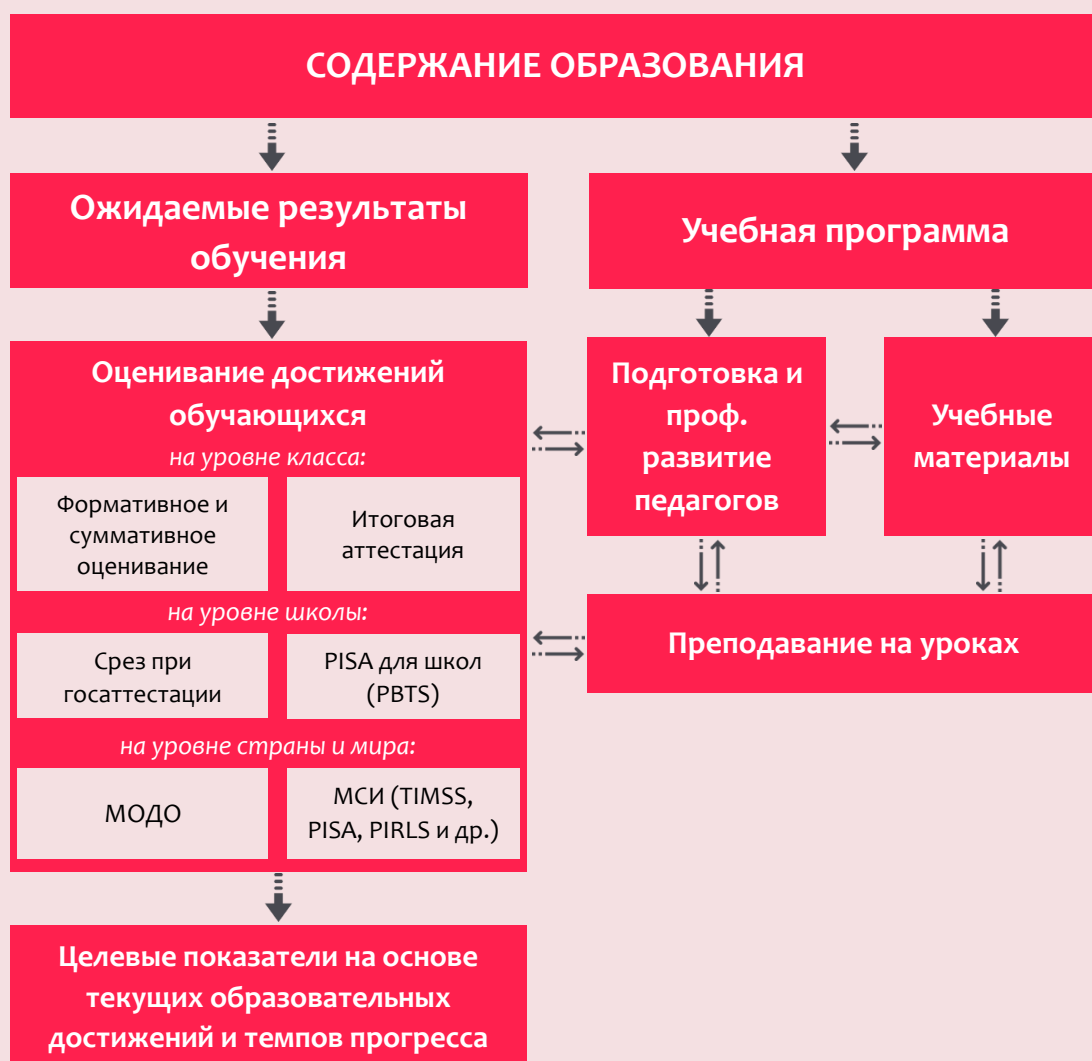 СОДЕРЖАНИЕ ОБРАЗОВАНИЯ
Ожидаемые результаты
обучения
Учебная программа
Оценивание достижений
обучающихся
на уровне класса:
Формативное и
суммативное
оценивание
Итоговая
аттестация
на уровне школы:
Срез при
госаттестации
PISA для школ
(PBTS)
на уровне страны и мира:
МОДО
МСИ (TIMSS,
PISA, PIRLS и др.)
Подготовка и
проф.
развитие
педагогов
Учебные
материалы
Преподавание на уроках
Целевые показатели на основе
текущих образовательных
достижений и темпов прогресса